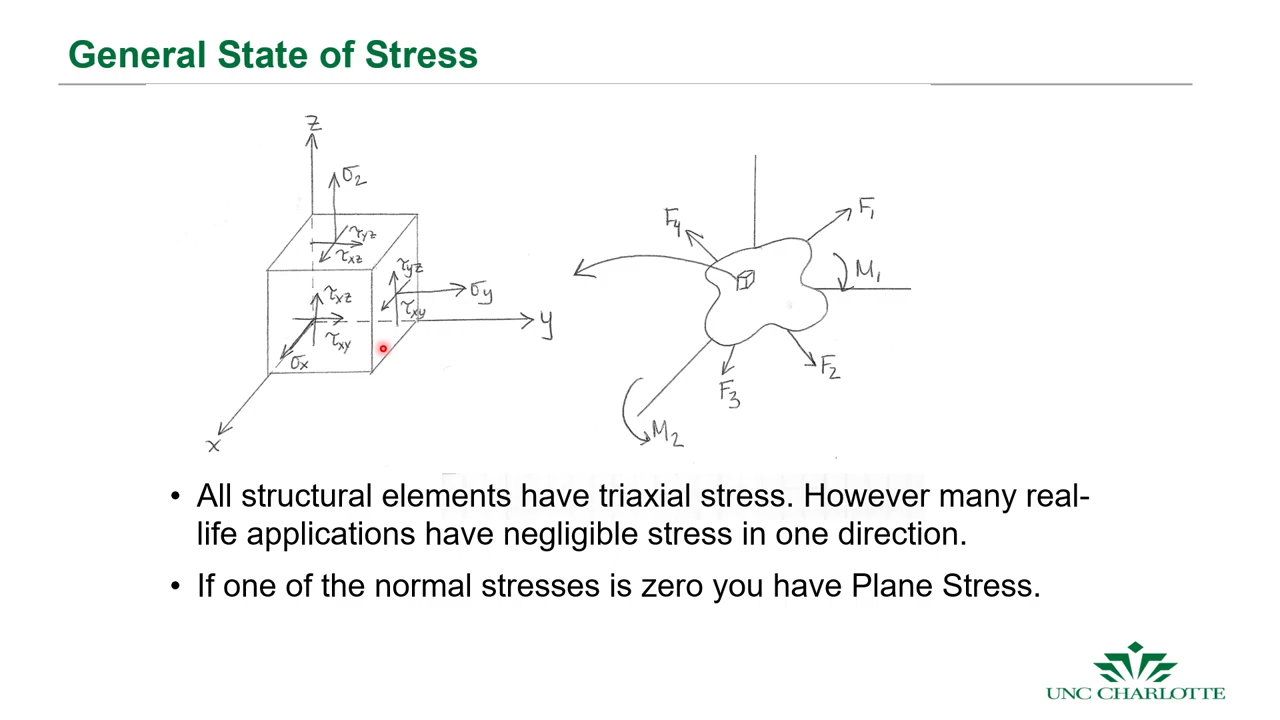 General State of Stress
z
σz
τyz
τxz
τyz
σy
τxz
τxy
τxy
σx
y
x
F4
F1
M1
F2
F3
M2
• All structural elements have triaxial stress. However many real-
life applications have negligible stress in one direction.
• If one of the normal stresses is zero you have Plane Stress.
UNC CHARLOTTE